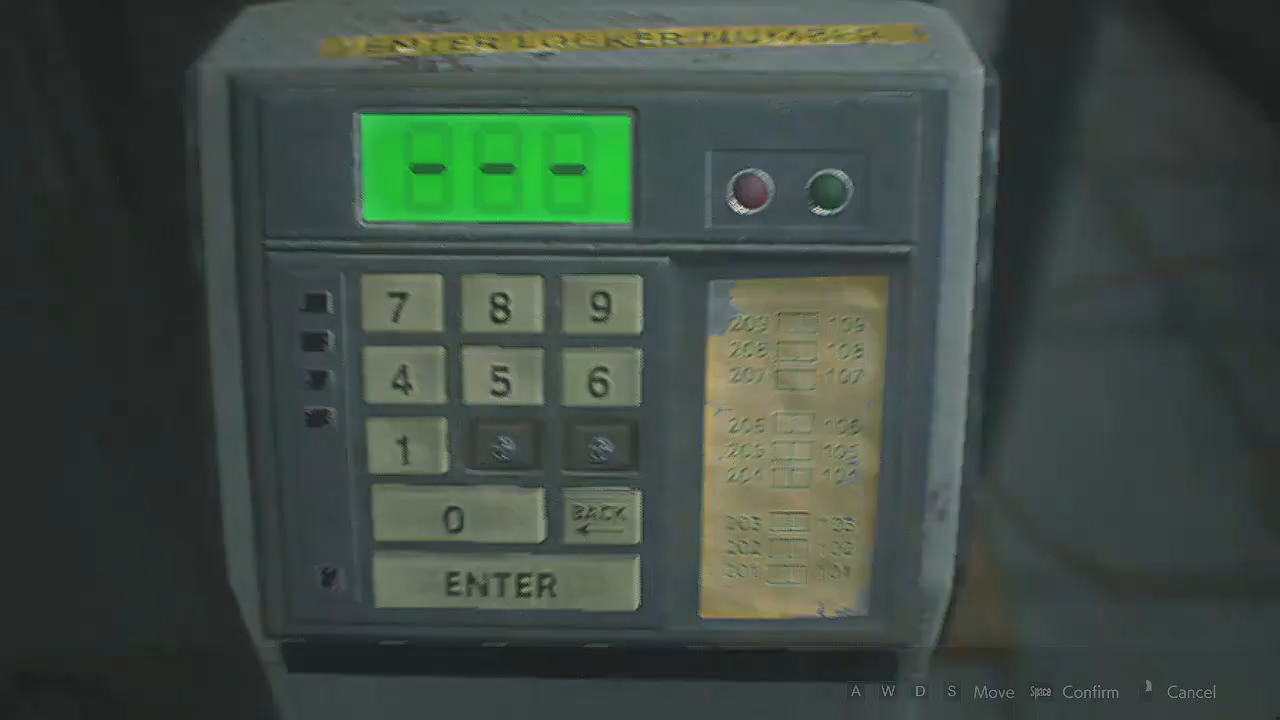 ENTER LOCKER NUMBER
7 8 9
4 5 6
1
0 BACK
ENTER
209 109
208 108
207 107
206 106
205 105
204 104
203 103
202 102
201 101
A W D S Move Space Confirm Cancel